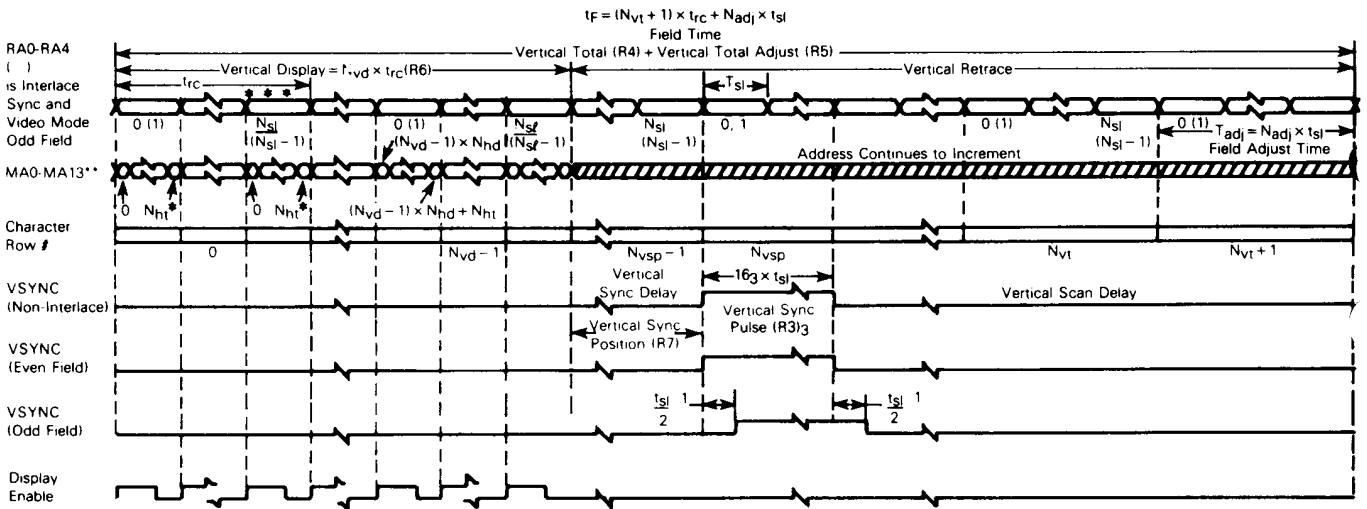 tF = (Nvt + 1) × trc + Nadj × tsl
Field Time
Vertical Total (R4) + Vertical Total Adjust (R5)
RA0-RA4
( )
is Interlace
Sync and
Video Mode
Odd Field
Vertical Display = Nvd × trc (R6)
Vertical Retrace
trc
Tsl
* * *
0 (1)
Nsl
(Nsl − 1)
0 (1)
Nsl
(Nsl − 1)
Nsl
(Nsl − 1)
0, 1
0 (1)
Nsl
(Nsl − 1)
0 (1)
Tadj = Nadj × tsl
Field Adjust Time
(Nvd − 1) × Nhd
Address Continues to Increment
MA0-MA13**
0 Nht*
0 Nht*
(Nvd − 1) × Nhd + Nht
Character
Row #
0
Nvd − 1
Nvsp − 1
Nvsp
Nvt
Nvt + 1
VSYNC
(Non-Interlace)
Vertical
Sync Delay
16₃ × tsl
Vertical Scan Delay
Vertical Sync
Position (R7)
Vertical Sync
Pulse (R3)₃
VSYNC
(Even Field)
VSYNC
(Odd Field)
tsl 1
2
tsl 1
2
Display
Enable